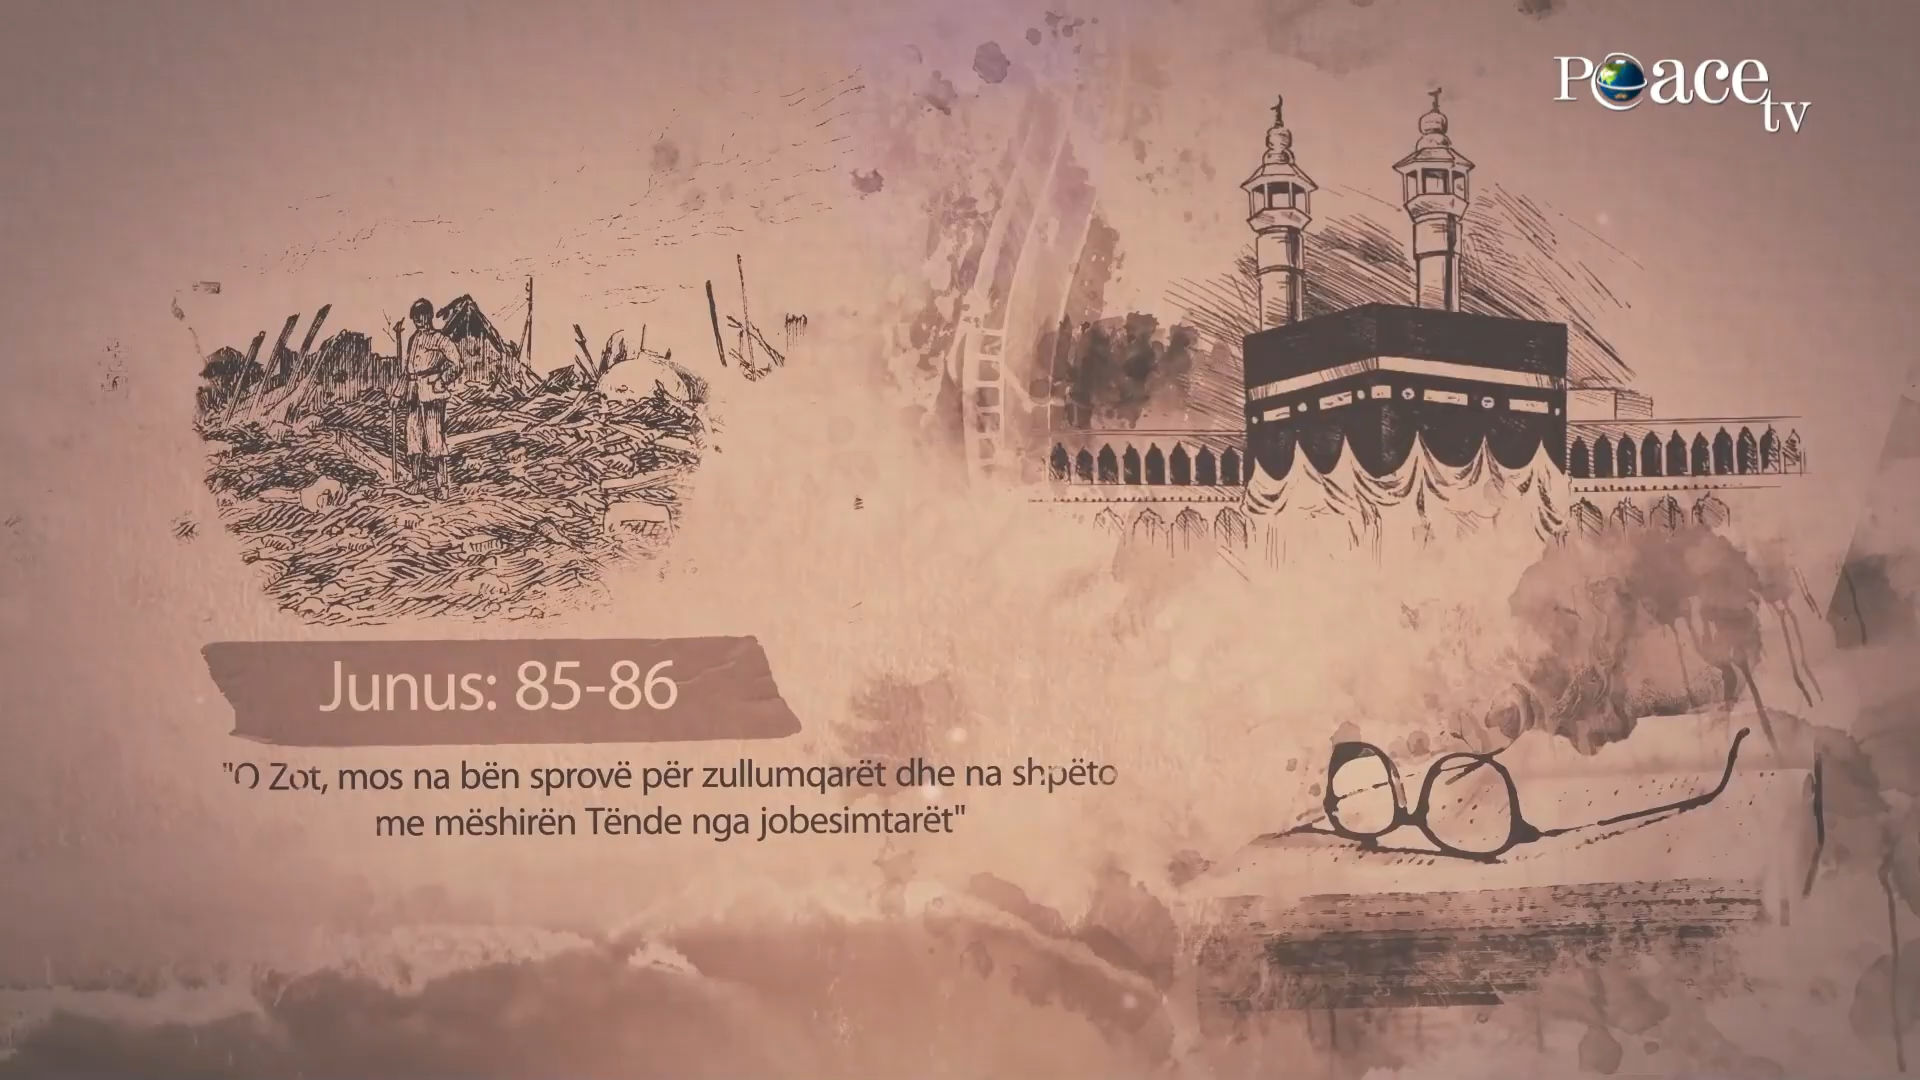 Peace
tv
Junus: 85-86
"O Zot, mos na bën sprovë për zullumqarët dhe na shpëto
me mëshirën Tënde nga jobesimtarët"